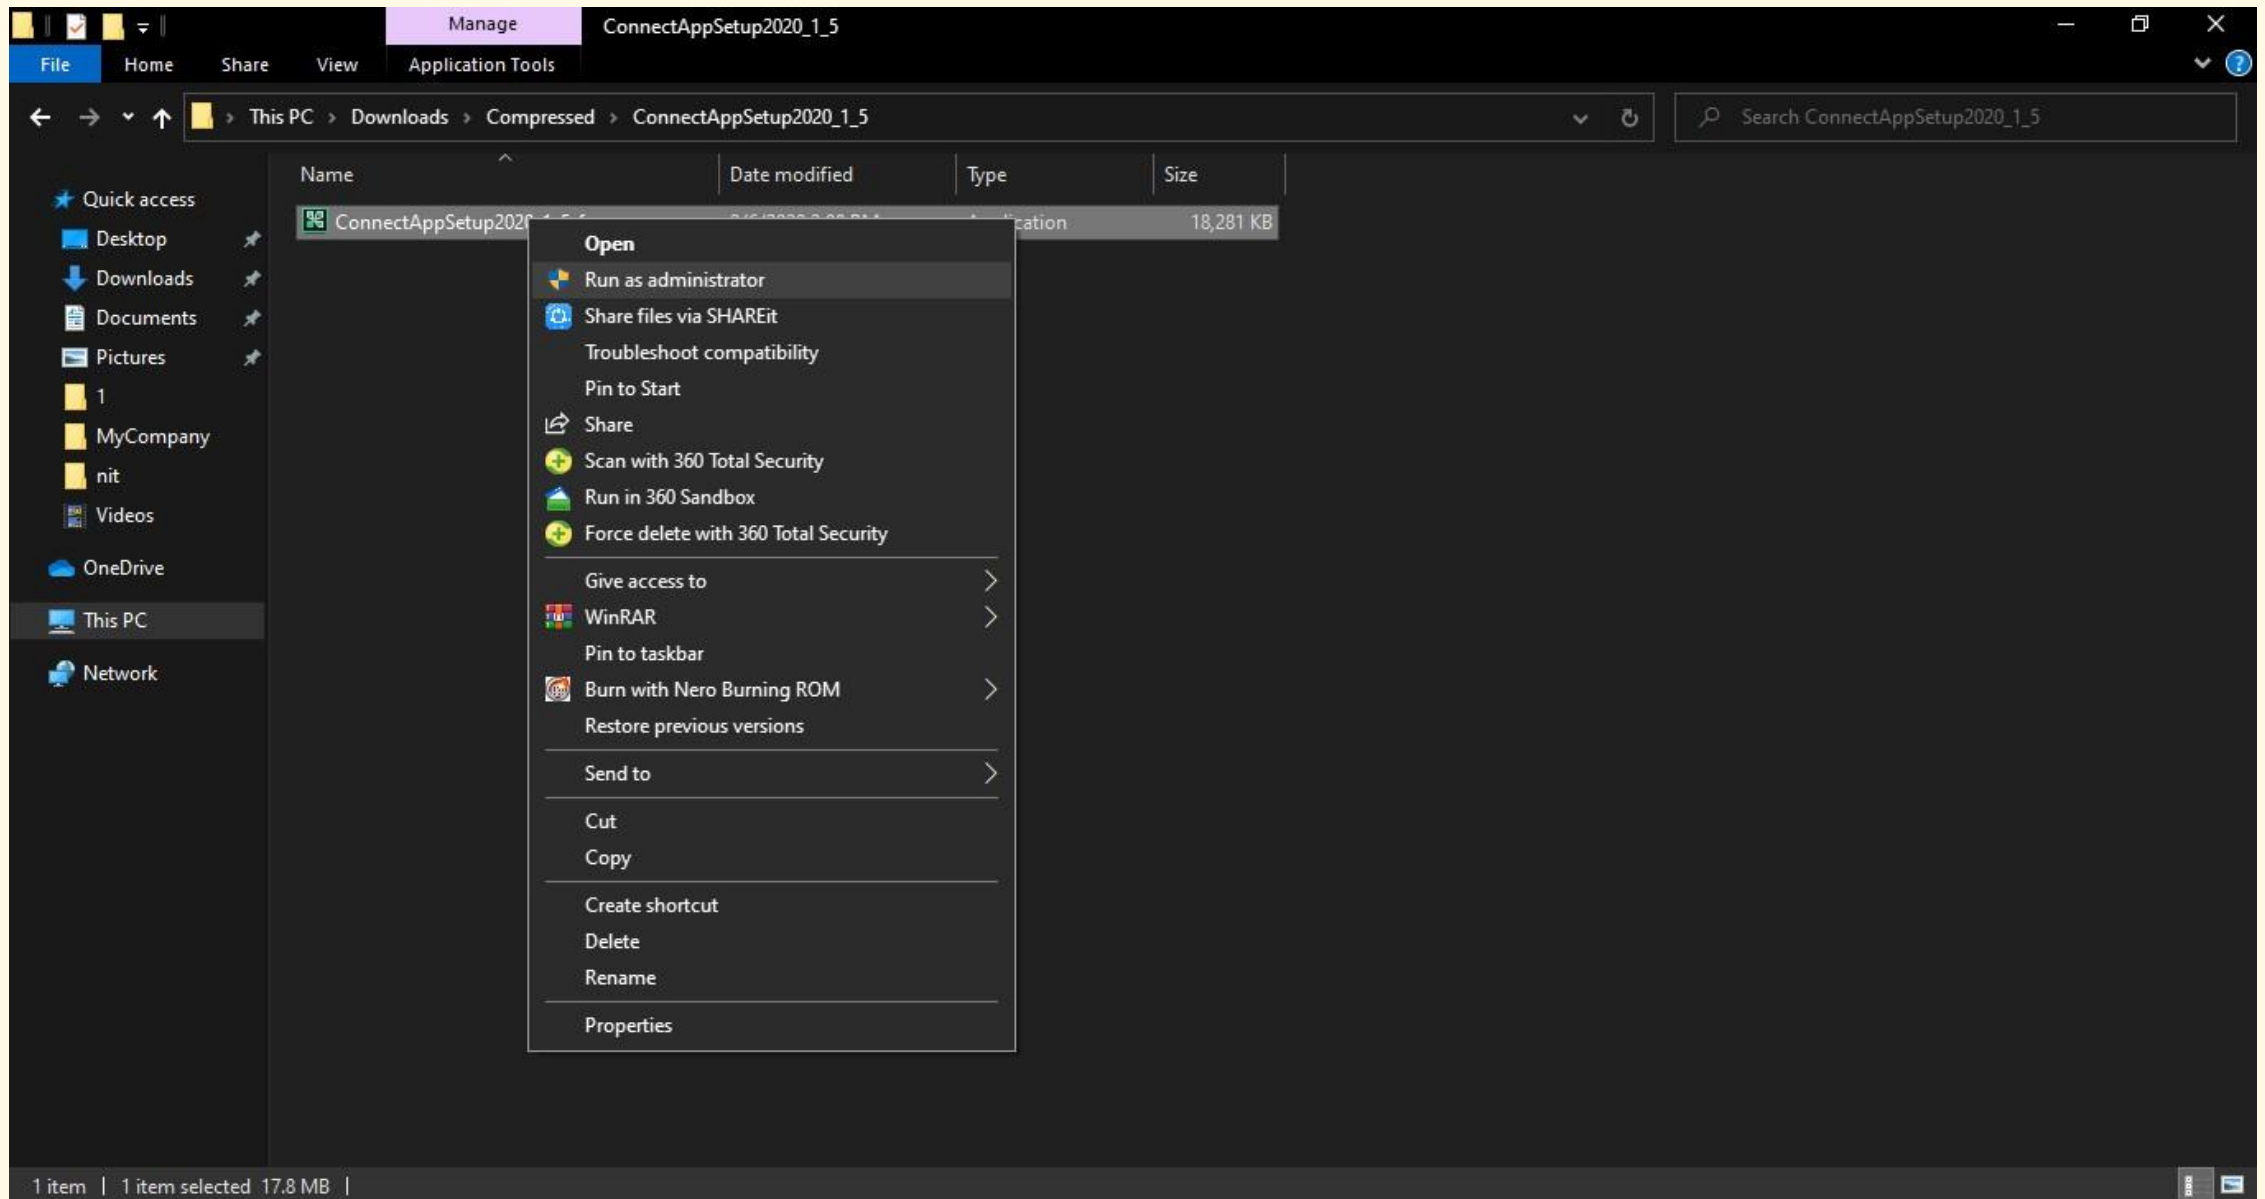 Manage
ConnectAppSetup2020_1_5
File Home Share View Application Tools
This PC Downloads Compressed ConnectAppSetup2020_1_5
Search ConnectAppSetup2020_1_5
Name Date modified Type Size
Quick access
Desktop
Downloads
Documents
Pictures
1
MyCompany
nit
Videos
OneDrive
This PC
Network
18,281 KB
Open
Run as administrator
Share files via SHAREit
Troubleshoot compatibility
Pin to Start
Share
Scan with 360 Total Security
Run in 360 Sandbox
Force delete with 360 Total Security
Give access to
WinRAR
Pin to taskbar
Burn with Nero Burning ROM
Restore previous versions
Send to
Cut
Copy
Create shortcut
Delete
Rename
Properties
1 item 1 item selected 17.8 MB